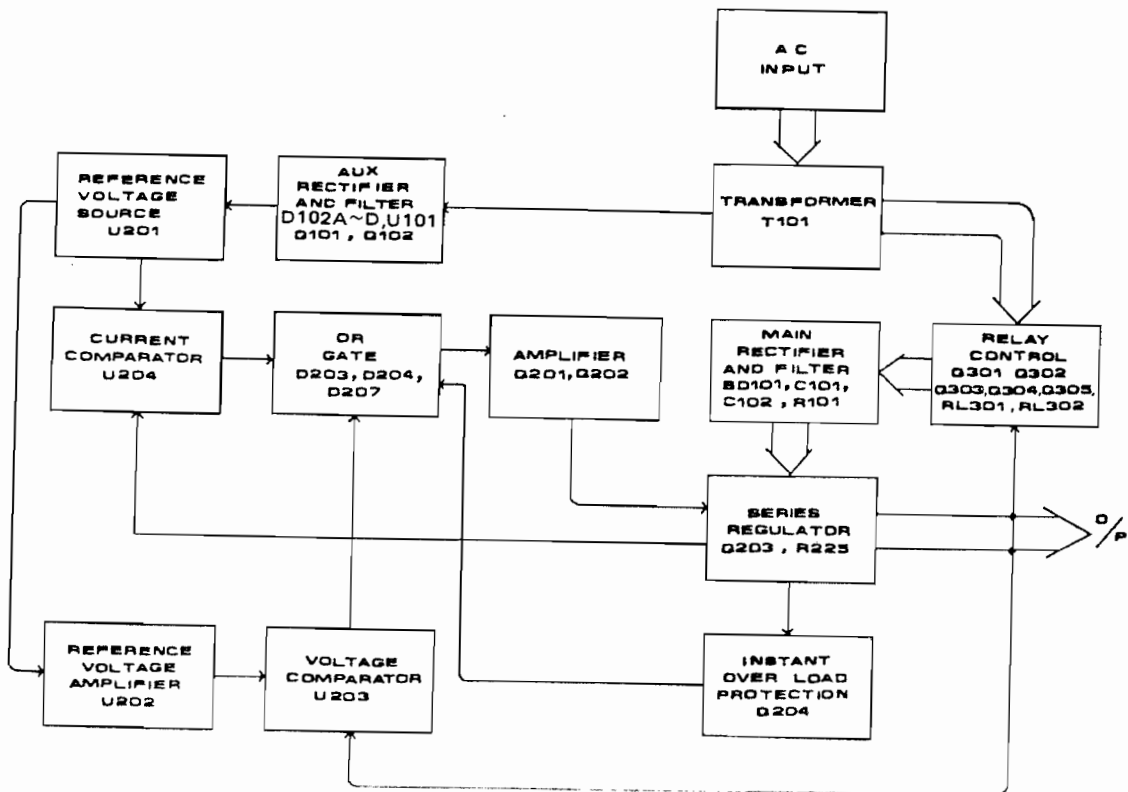 AC
INPUT
REFERENCE
VOLTAGE
SOURCE
U201
AUX
RECTIFIER
AND FILTER
D102A~D,U101
Q101, Q102
TRANSFORMER
T101
CURRENT
COMPARATOR
U204
OR
GATE
D203, D204,
D207
AMPLIFIER
Q201, Q202
MAIN
RECTIFIER
AND FILTER
BD101, C101,
C102, R101
RELAY
CONTROL
Q301 Q302
Q303, Q304, Q305,
RL301, RL302
SERIES
REGULATOR
Q203, R225
O/P
REFERENCE
VOLTAGE
AMPLIFIER
U202
VOLTAGE
COMPARATOR
U203
INSTANT
OVER LOAD
PROTECTION
Q204